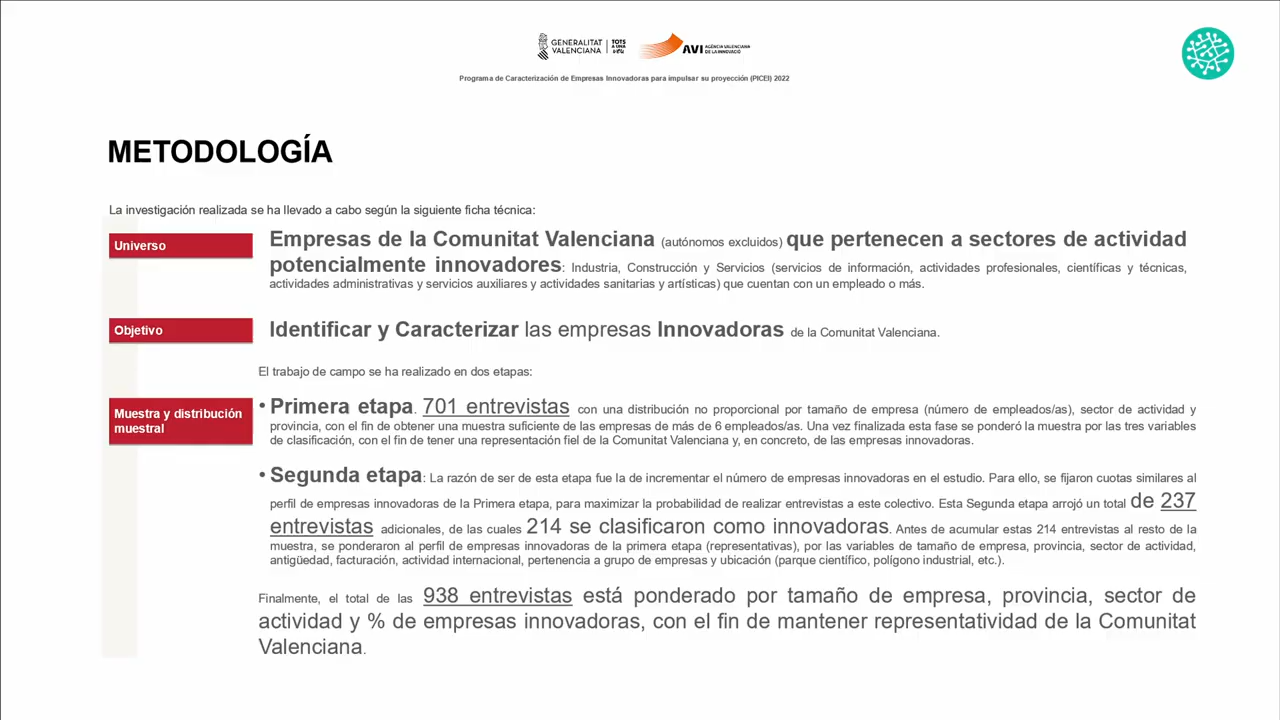 GENERALITAT VALENCIANA
TOTS A UNA veu
AVI AGÈNCIA VALENCIANA DE LA INNOVACIÓ
Programa de Caracterización de Empresas Innovadoras para impulsar su proyección (PICEI) 2022
METODOLOGÍA
La investigación realizada se ha llevado a cabo según la siguiente ficha técnica:
Universo
Empresas de la Comunitat Valenciana (autónomos excluidos) que pertenecen a sectores de actividad
potencialmente innovadores: Industria, Construcción y Servicios (servicios de información, actividades profesionales, científicas y técnicas,
actividades administrativas y servicios auxiliares y actividades sanitarias y artísticas) que cuentan con un empleado o más.
Objetivo
Identificar y Caracterizar las empresas Innovadoras de la Comunitat Valenciana.
El trabajo de campo se ha realizado en dos etapas:
Muestra y distribución
muestral
• Primera etapa. 701 entrevistas con una distribución no proporcional por tamaño de empresa (número de empleados/as), sector de actividad y
provincia, con el fin de obtener una muestra suficiente de las empresas de más de 6 empleados/as. Una vez finalizada esta fase se ponderó la muestra por las tres variables
de clasificación, con el fin de tener una representación fiel de la Comunitat Valenciana y, en concreto, de las empresas innovadoras.
• Segunda etapa: La razón de ser de esta etapa fue la de incrementar el número de empresas innovadoras en el estudio. Para ello, se fijaron cuotas similares al
perfil de empresas innovadoras de la Primera etapa, para maximizar la probabilidad de realizar entrevistas a este colectivo. Esta Segunda etapa arrojó un total de 237
entrevistas adicionales, de las cuales 214 se clasificaron como innovadoras. Antes de acumular estas 214 entrevistas al resto de la
muestra, se ponderaron al perfil de empresas innovadoras de la primera etapa (representativas), por las variables de tamaño de empresa, provincia, sector de actividad,
antigüedad, facturación, actividad internacional, pertenencia a grupo de empresas y ubicación (parque científico, polígono industrial, etc.).
Finalmente, el total de las 938 entrevistas está ponderado por tamaño de empresa, provincia, sector de
actividad y % de empresas innovadoras, con el fin de mantener representatividad de la Comunitat
Valenciana.